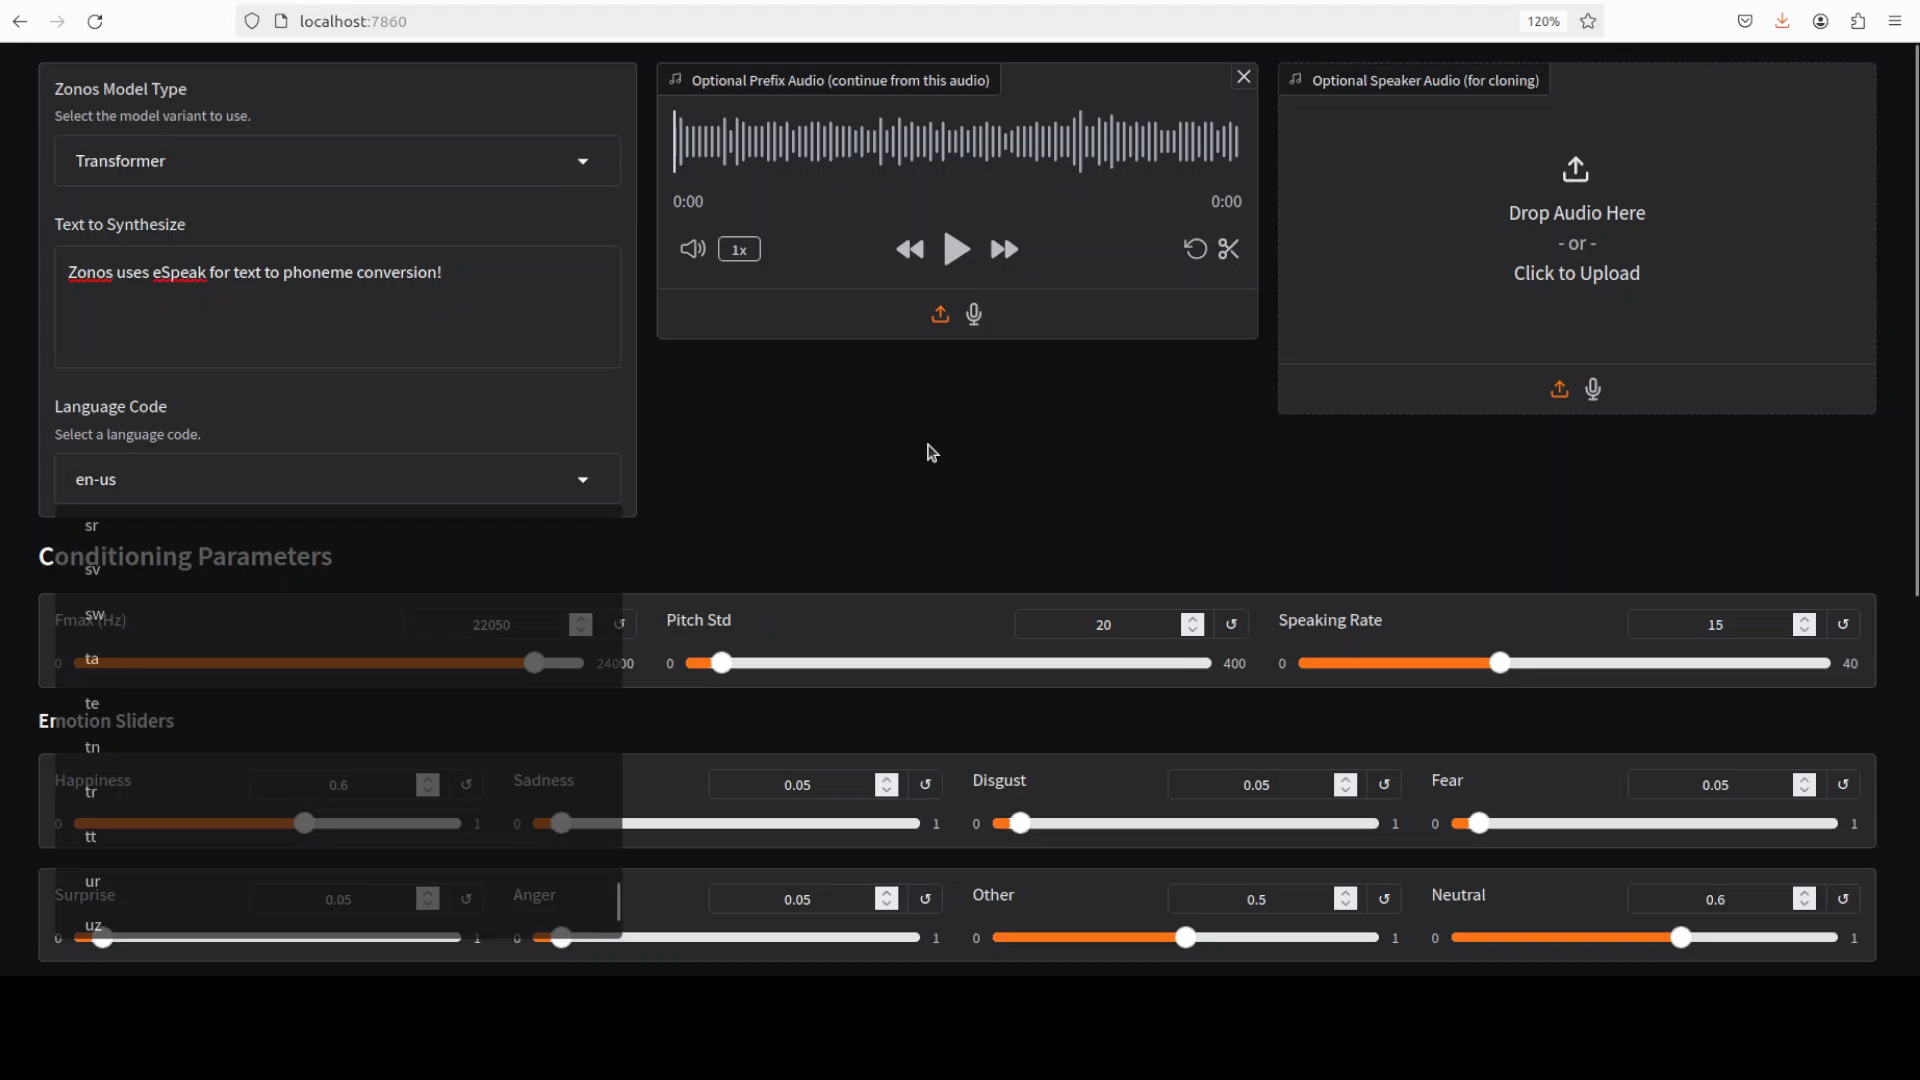 localhost:7860
120%
Zonos Model Type
Select the model variant to use.
Transformer
Text to Synthesize
Zonos uses eSpeak for text to phoneme conversion!
Language Code
Select a language code.
en-us
sr
sv
sw
ta
te
tn
tr
tt
ur
uz
Optional Prefix Audio (continue from this audio)
0:00 0:00
1x
Optional Speaker Audio (for cloning)
Drop Audio Here
- or -
Click to Upload
Conditioning Parameters
Fmax (Hz) 22050
0 24000
Pitch Std 20
0 400
Speaking Rate 15
0 40
Emotion Sliders
Happiness 0.6
0 1
Sadness 0.05
0 1
Disgust 0.05
0 1
Fear 0.05
0 1
Surprise 0.05
0 1
Anger 0.05
0 1
Other 0.5
0 1
Neutral 0.6
0 1